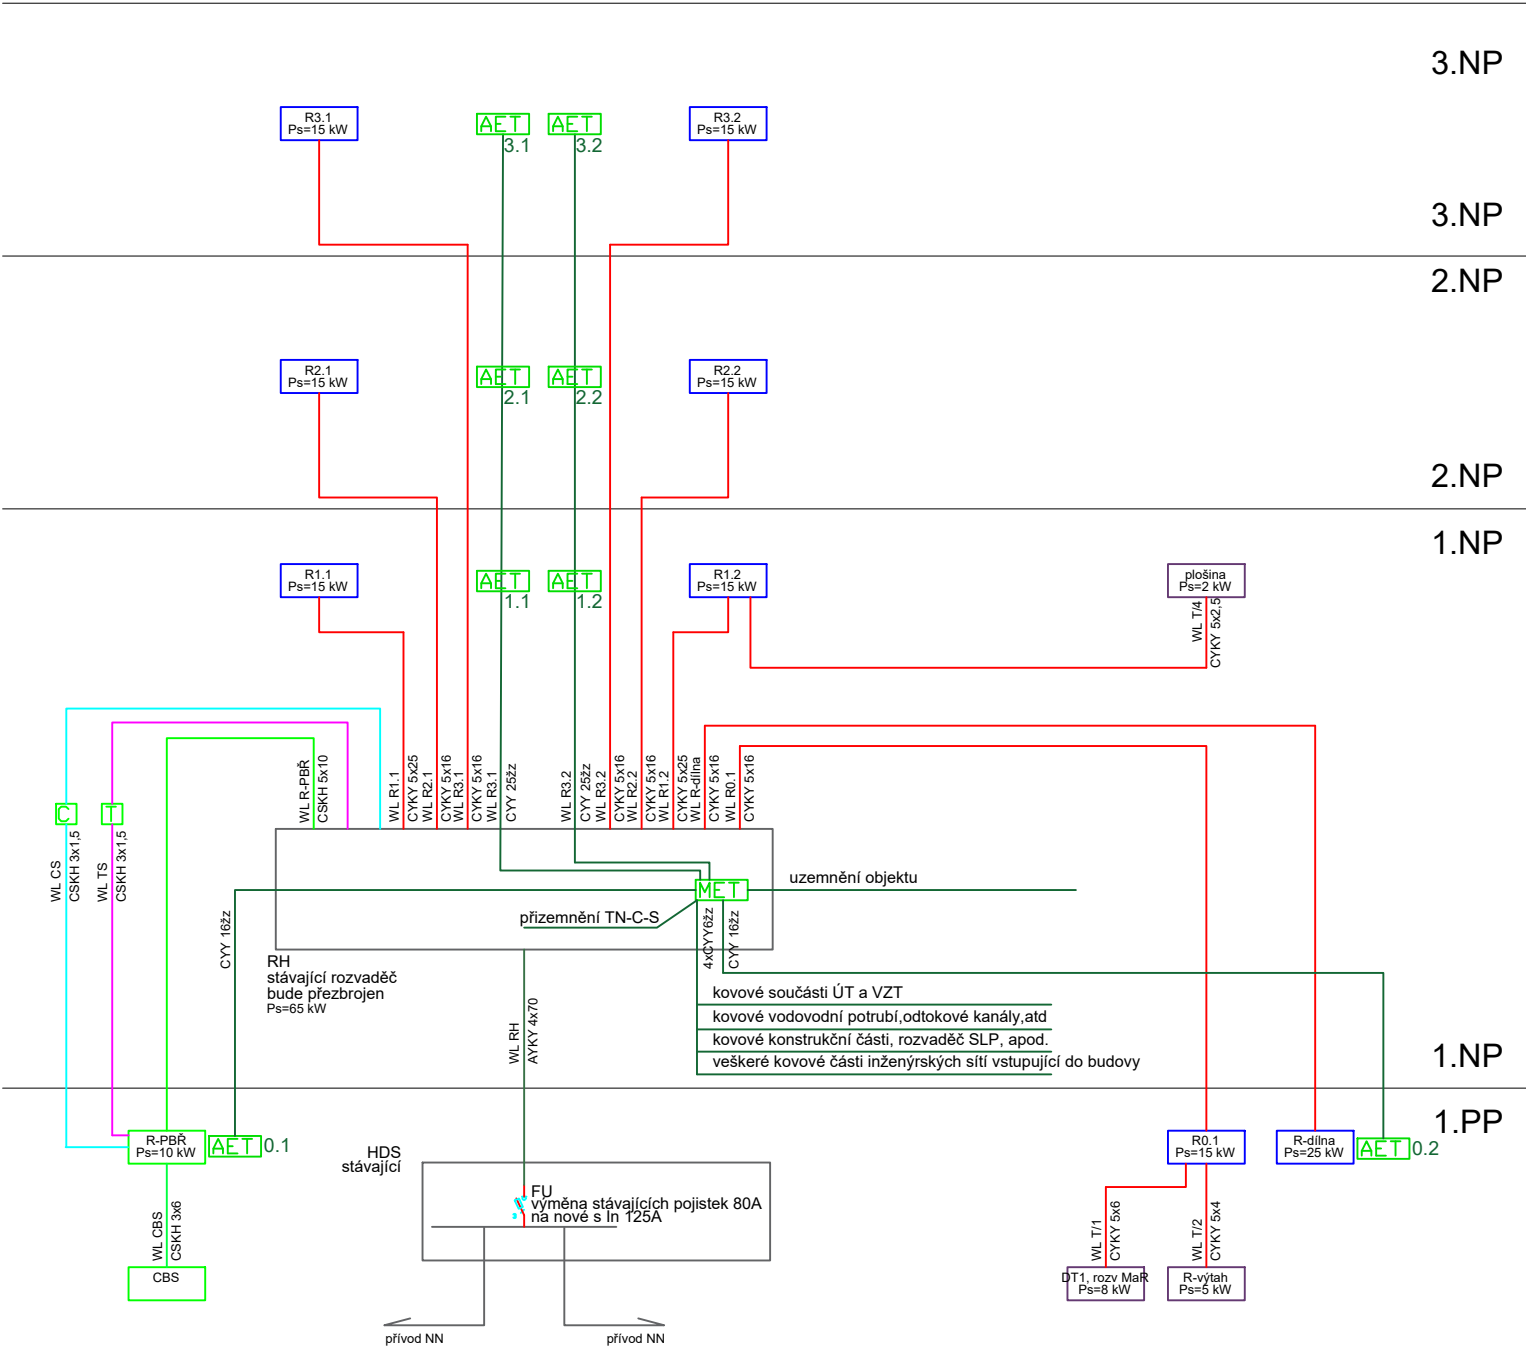 3.NP
R3.1
Ps=15 kW
AET
3.1
AET
3.2
R3.2
Ps=15 kW
3.NP
2.NP
R2.1
Ps=15 kW
AET
2.1
AET
2.2
R2.2
Ps=15 kW
2.NP
1.NP
R1.1
Ps=15 kW
AET
1.1
AET
1.2
R1.2
Ps=15 kW
plošina
Ps=2 kW
WL T/4
CYKY 5x2,5
C
T
WL CS
CSKH 3x1,5
WL TS
CSKH 3x1,5
WL R-PBŘ
CSKH 5x10
WL R1.1
CYKY 5x25
WL R2.1
CYKY 5x16
WL R3.1
CYKY 5x16
WL R3.1
CYY 25žz
WL R3.2
CYY 25žz
WL R3.2
CYKY 5x16
WL R2.2
CYKY 5x16
WL R1.2
CYKY 5x25
WL R-dílna
CYKY 5x16
WL R0.1
CYKY 5x16
MET
uzemnění objektu
přizemnění TN-C-S
CYY 16žz
4xCYY6žz
CYY 16žz
RH
stávající rozvaděč
bude přezbrojen
Ps=65 kW
WL RH
AYKY 4x70
kovové součásti ÚT a VZT
kovové vodovodní potrubí,odtokové kanály,atd
kovové konstrukční části, rozvaděč SLP, apod.
veškeré kovové části inženýrských sítí vstupující do budovy
1.NP
1.PP
R-PBŘ
Ps=10 kW
AET 0.1
HDS
stávající
FU
výměna stávajících pojistek 80A
na nové s In 125A
R0.1
Ps=15 kW
R-dílna
Ps=25 kW
AET 0.2
WL CBS
CSKH 3x6
CBS
WL T/1
CYKY 5x6
WL T/2
CYKY 5x4
DT1, rozv MaR
Ps=8 kW
R-výtah
Ps=5 kW
přívod NN
přívod NN